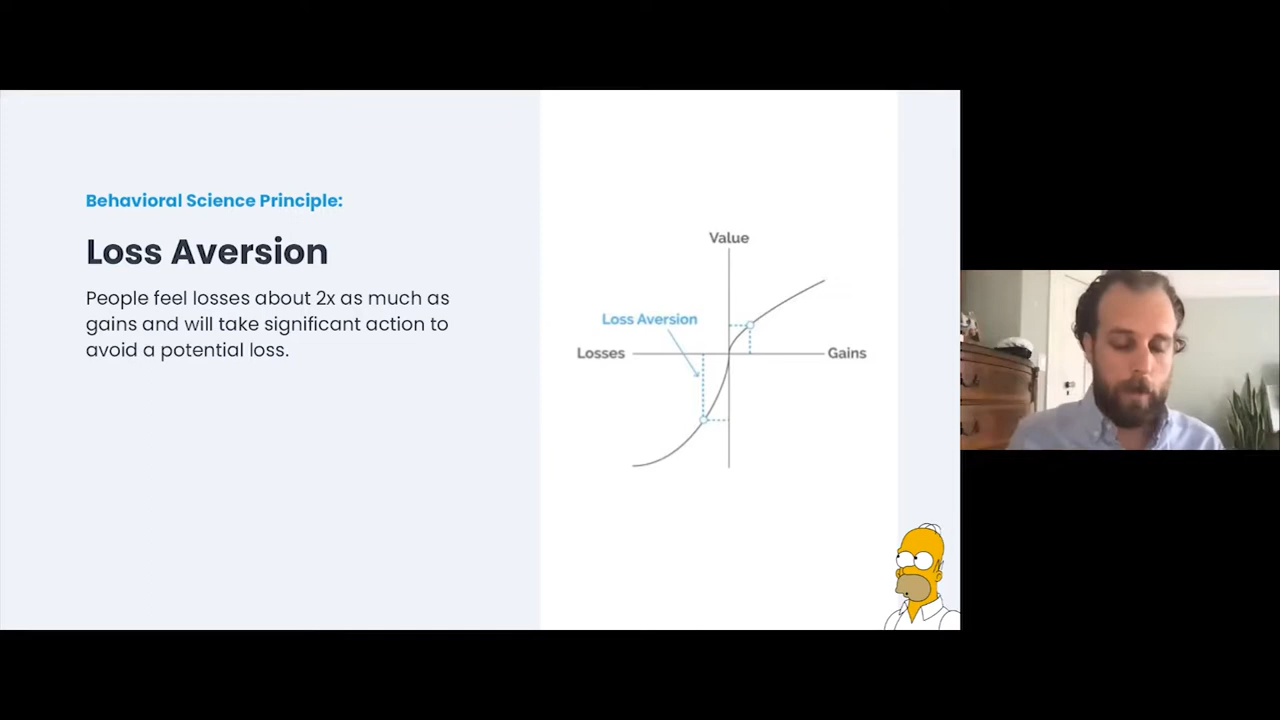 Behavioral Science Principle:
Loss Aversion
People feel losses about 2x as much as
gains and will take significant action to
avoid a potential loss.
Value
Loss Aversion
Losses
Gains